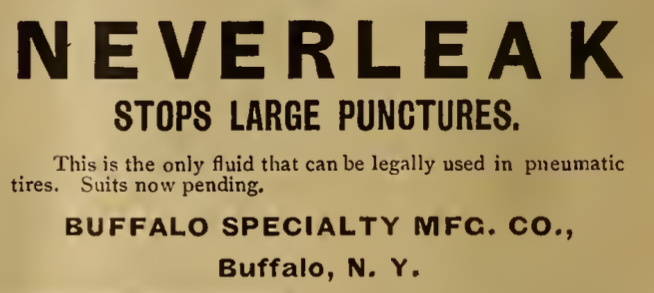 NEVERLEAK
STOPS LARGE PUNCTURES.
This is the only fluid that can be legally used in pneumatic
tires. Suits now pending.
BUFFALO SPECIALTY MFG. CO.,
Buffalo, N. Y.